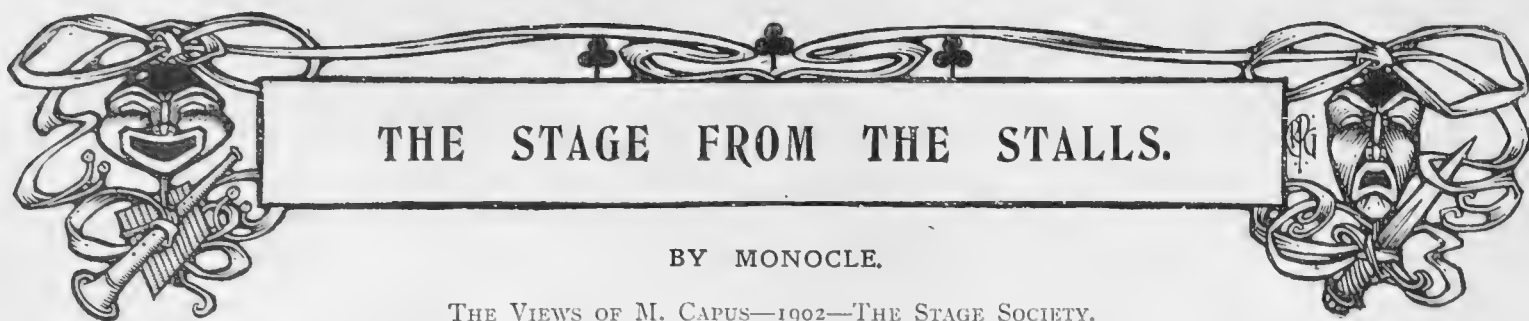 THE STAGE FROM THE STALLS.
BY MONOCLE.
THE VIEWS OF M. CAPUS—1902—THE STAGE SOCIETY.